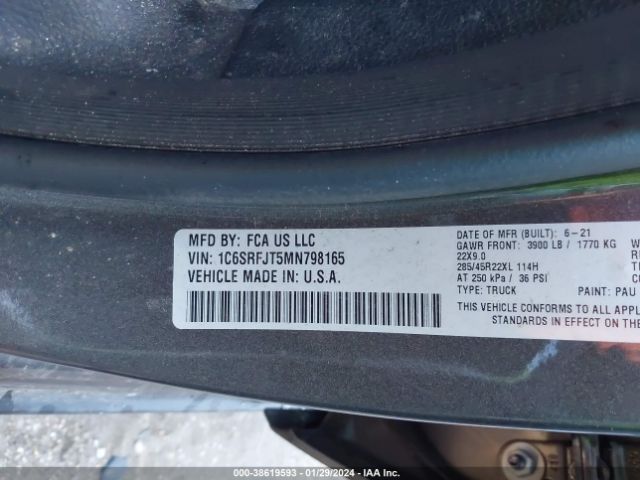 MFD BY: FCA US LLC
VIN: 1C6SRFJT5MN798165
VEHICLE MADE IN U.S.A.
DATE OF MFR (BUILT): 6-21
GAWR FRONT: 3900 LB / 1770 KG
22X9.0
285/45R22XL 114H
AT 250 kPa / 36 PSI
TYPE: TRUCK PAINT: PAU
THIS VEHICLE CONFORMS TO ALL APPL
STANDARDS IN EFFECT ON THE
000-38619593 - 01/29/2024 - IAA Inc.